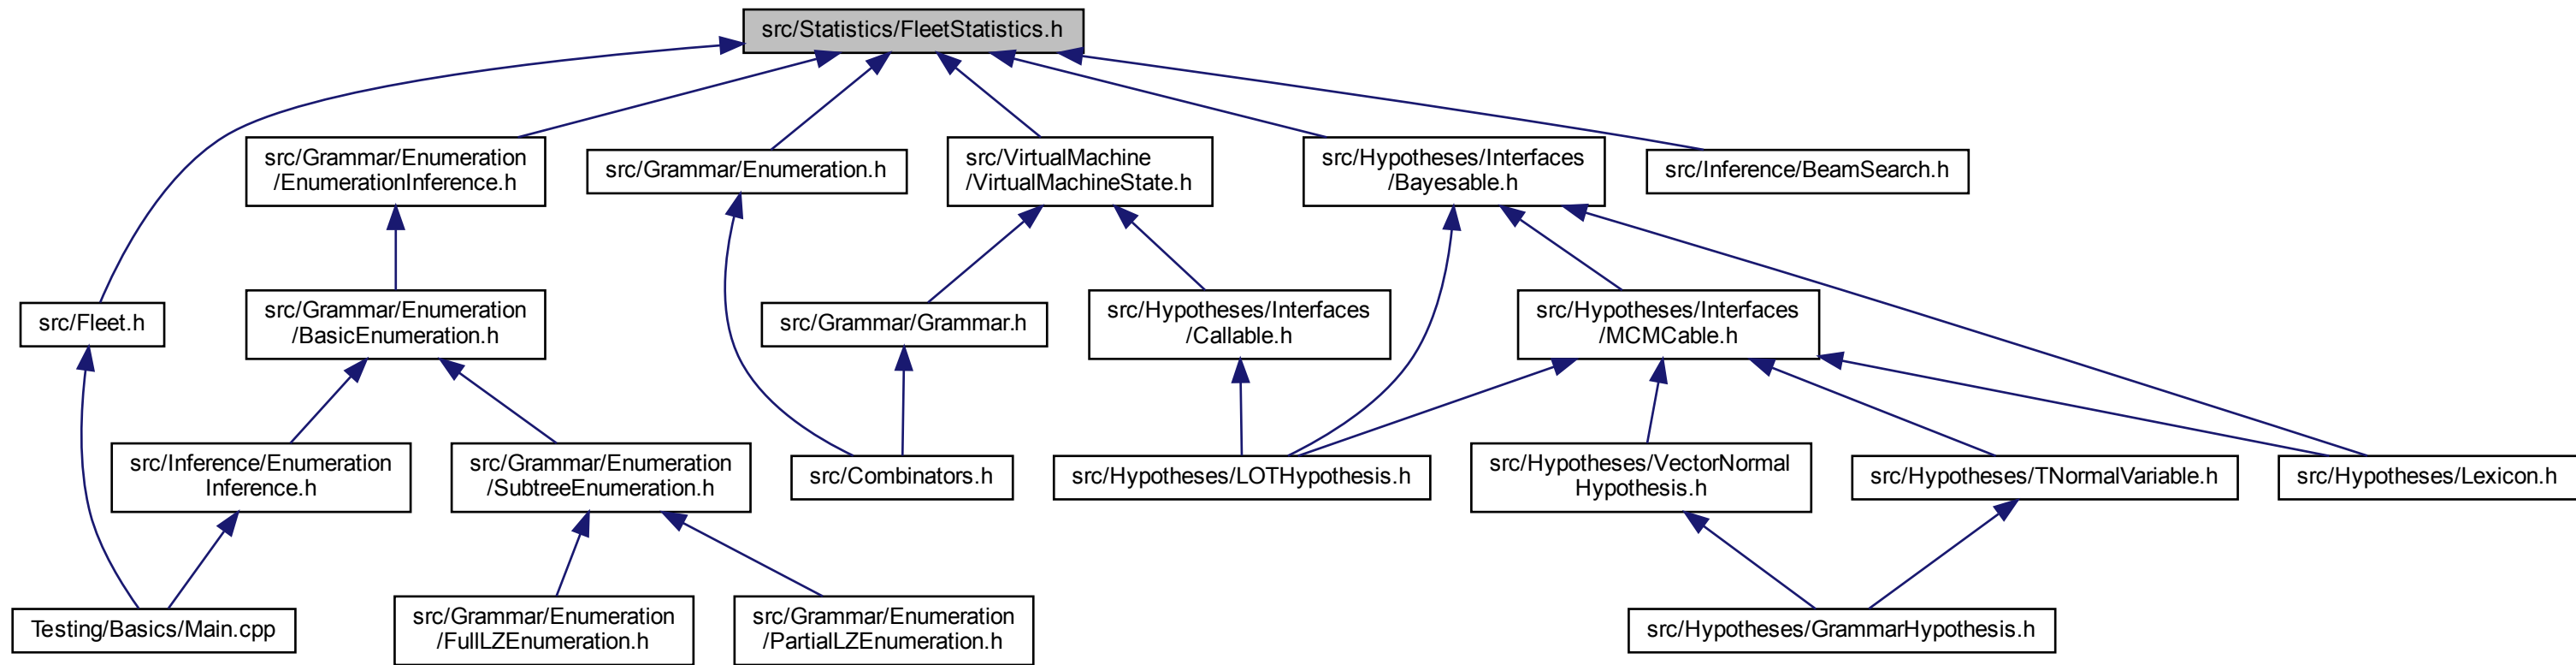 src/Statistics/FleetStatistics.h
src/Grammar/Enumeration
/EnumerationInference.h
src/Grammar/Enumeration.h
src/VirtualMachine
/VirtualMachineState.h
src/Hypotheses/Interfaces
/Bayesable.h
src/Inference/BeamSearch.h
src/Fleet.h
src/Grammar/Enumeration
/BasicEnumeration.h
src/Grammar/Grammar.h
src/Hypotheses/Interfaces
/Callable.h
src/Hypotheses/Interfaces
/MCMCable.h
src/Inference/Enumeration
Inference.h
src/Grammar/Enumeration
/SubtreeEnumeration.h
src/Combinators.h
src/Hypotheses/LOTHypothesis.h
src/Hypotheses/VectorNormal
Hypothesis.h
src/Hypotheses/TNormalVariable.h
src/Hypotheses/Lexicon.h
Testing/Basics/Main.cpp
src/Grammar/Enumeration
/FullLZEnumeration.h
src/Grammar/Enumeration
/PartialLZEnumeration.h
src/Hypotheses/GrammarHypothesis.h